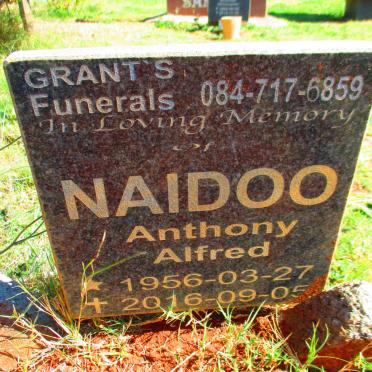 GRANT`S
Funerals 084-717-6859
In Loving Memory
of
NAIDOO
Anthony
Alfred
1956-03-27
2016-09-05